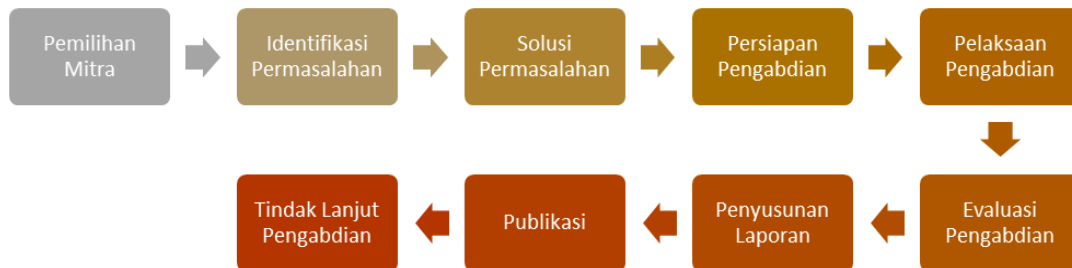 Pemilihan
Mitra
Identifikasi
Permasalahan
Solusi
Permasalahan
Persiapan
Pengabdian
Pelaksaan
Pengabdian
Evaluasi
Pengabdian
Penyusunan
Laporan
Publikasi
Tindak Lanjut
Pengabdian